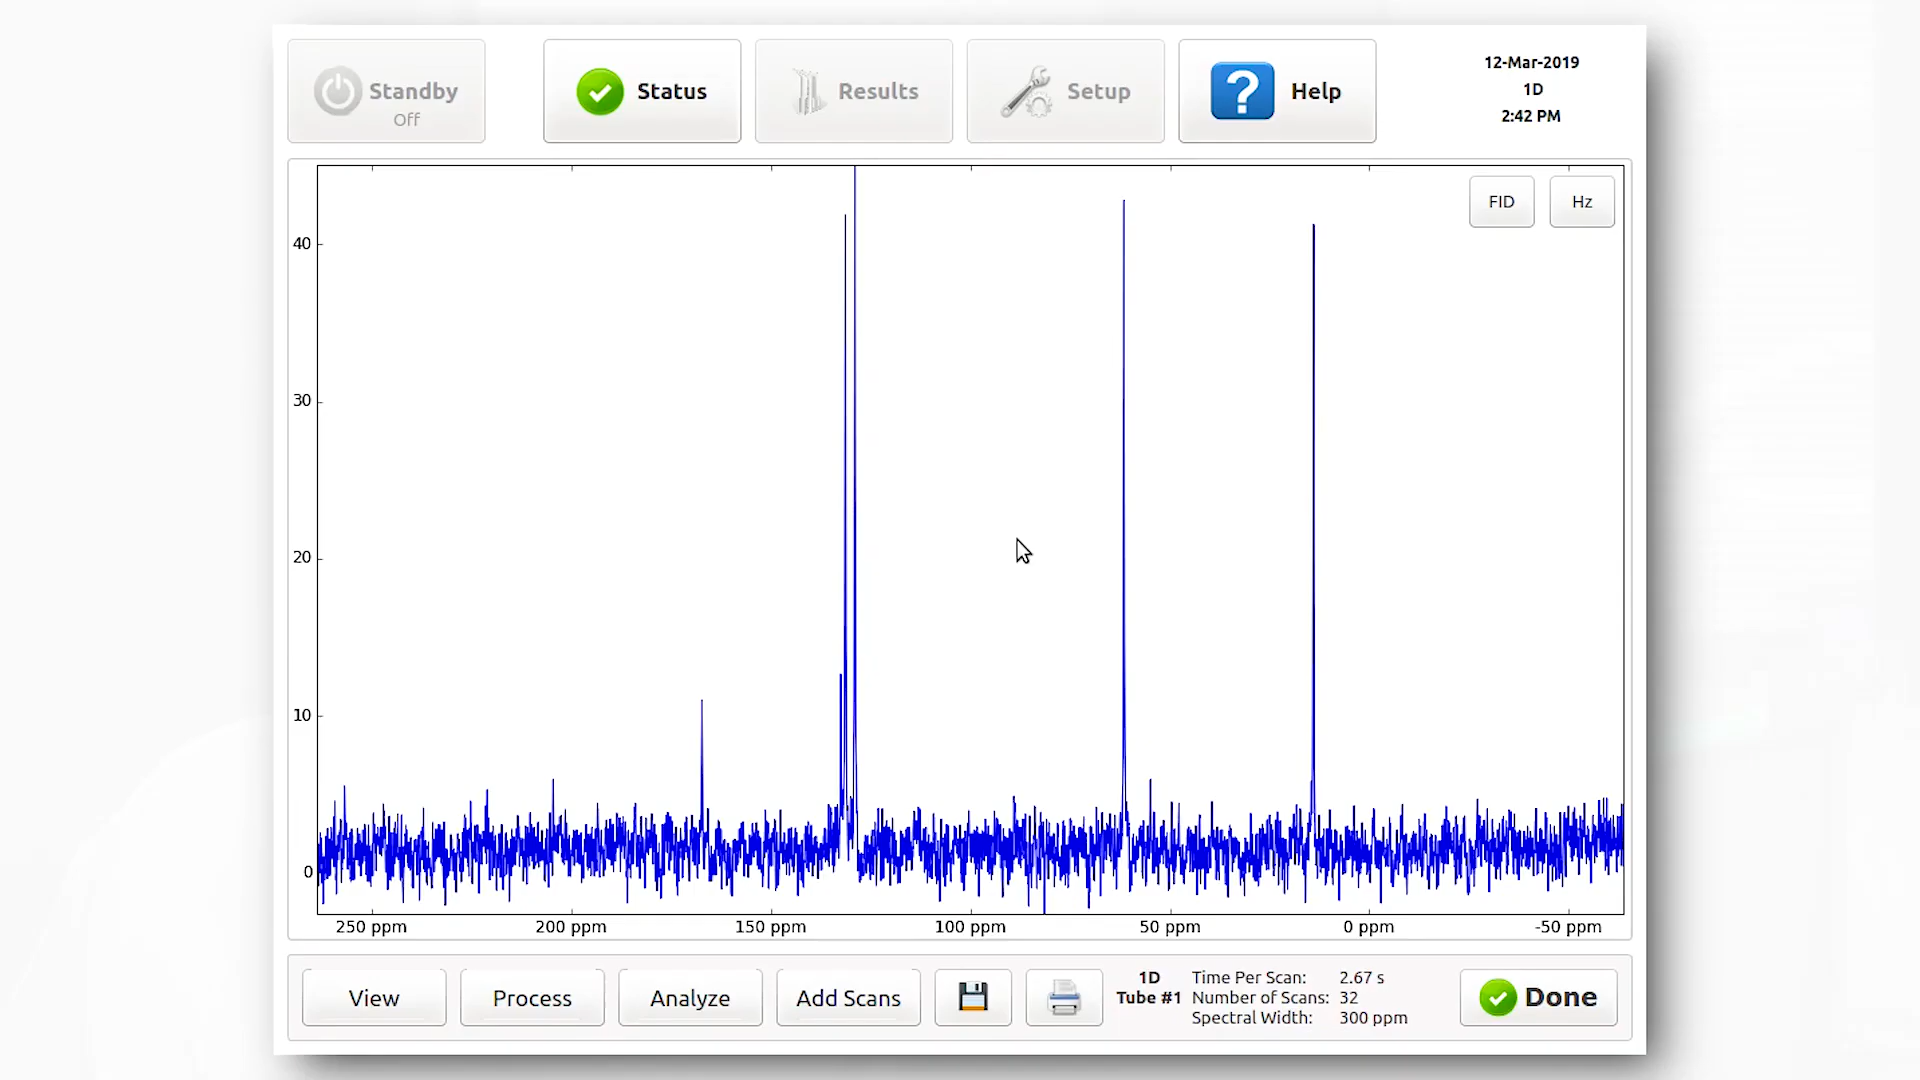 Standby
Off
Status
Results
Setup
Help
12-Mar-2019
1D
2:42 PM
FID
Hz
40
30
20
10
0
250 ppm
200 ppm
150 ppm
100 ppm
50 ppm
0 ppm
-50 ppm
View
Process
Analyze
Add Scans
1D
Tube #1
Time Per Scan: 2.67 s
Number of Scans: 32
Spectral Width: 300 ppm
Done